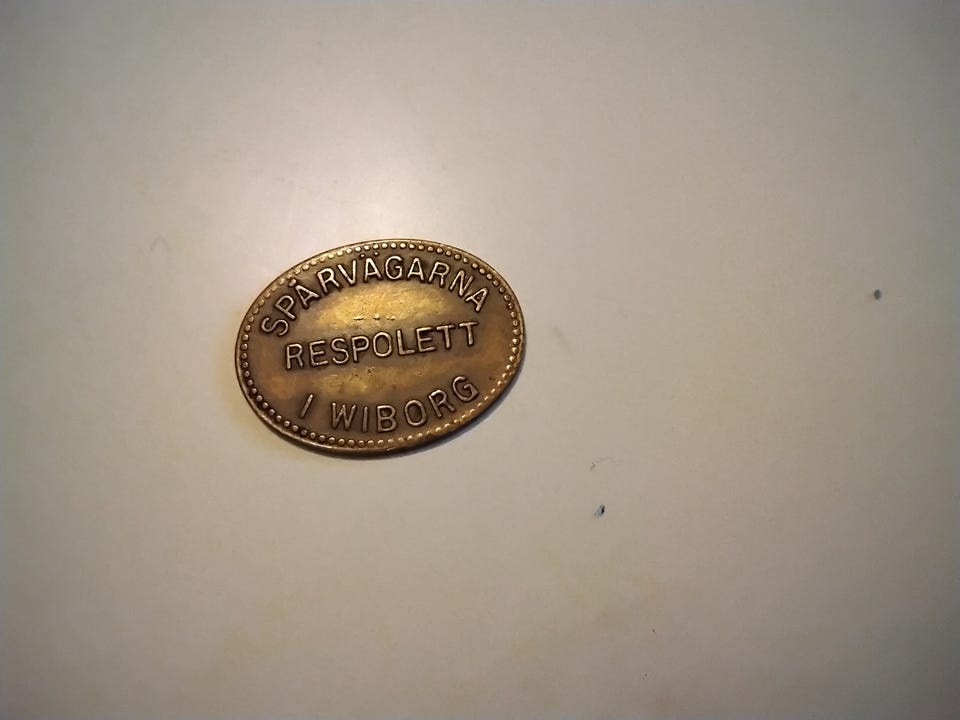 SPÅRVÄGARNA
RESPOLETT
I WIBORG